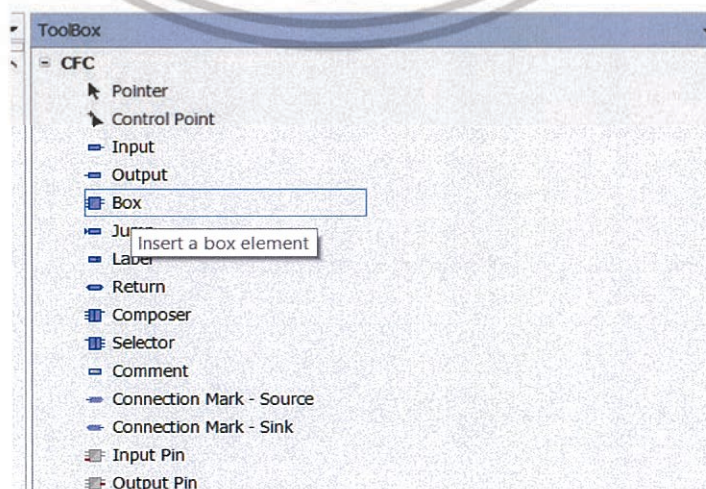 ToolBox
CFC
Pointer
Control Point
Input
Output
Box
Insert a box element
Label
Return
Composer
Selector
Comment
Connection Mark - Source
Connection Mark - Sink
Input Pin
Output Pin